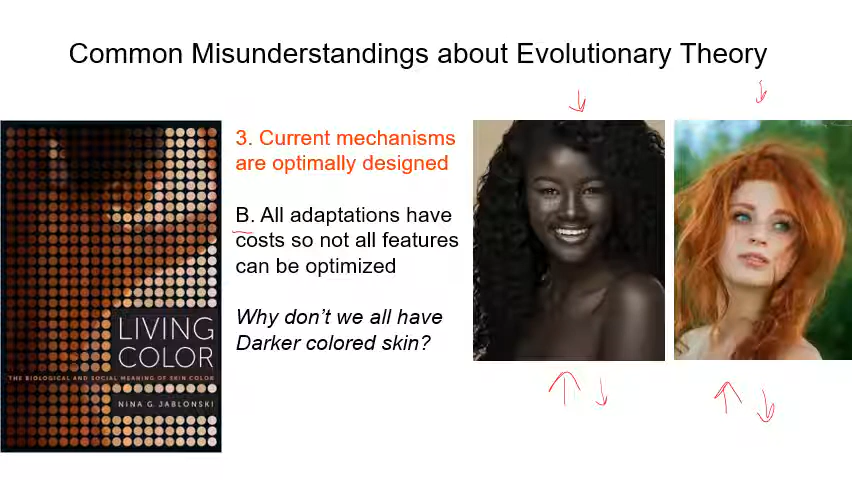 Common Misunderstandings about Evolutionary Theory
3. Current mechanisms
are optimally designed
B. All adaptations have
costs so not all features
can be optimized
Why don't we all have
Darker colored skin?
LIVING
COLOR
THE BIOLOGICAL AND SOCIAL MEANING OF SKIN COLOR
NINA G. JABLONSKI